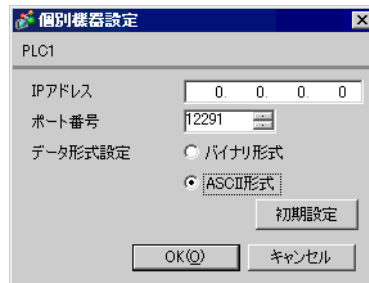 個別機器設定
PLC1
IPアドレス 0. 0. 0. 0
ポート番号 12291
データ形式設定 バイナリ形式
ASCII形式
初期設定
OK(O) キャンセル